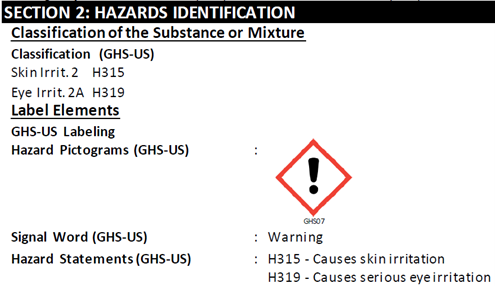 SECTION 2: HAZARDS IDENTIFICATION
Classification of the Substance or Mixture
Classification (GHS-US)
Skin Irrit. 2 H315
Eye Irrit. 2A H319
Label Elements
GHS-US Labeling
Hazard Pictograms (GHS-US) :
!
GHS07
Signal Word (GHS-US) : Warning
Hazard Statements (GHS-US) : H315 - Causes skin irritation
H319 - Causes serious eye irritation